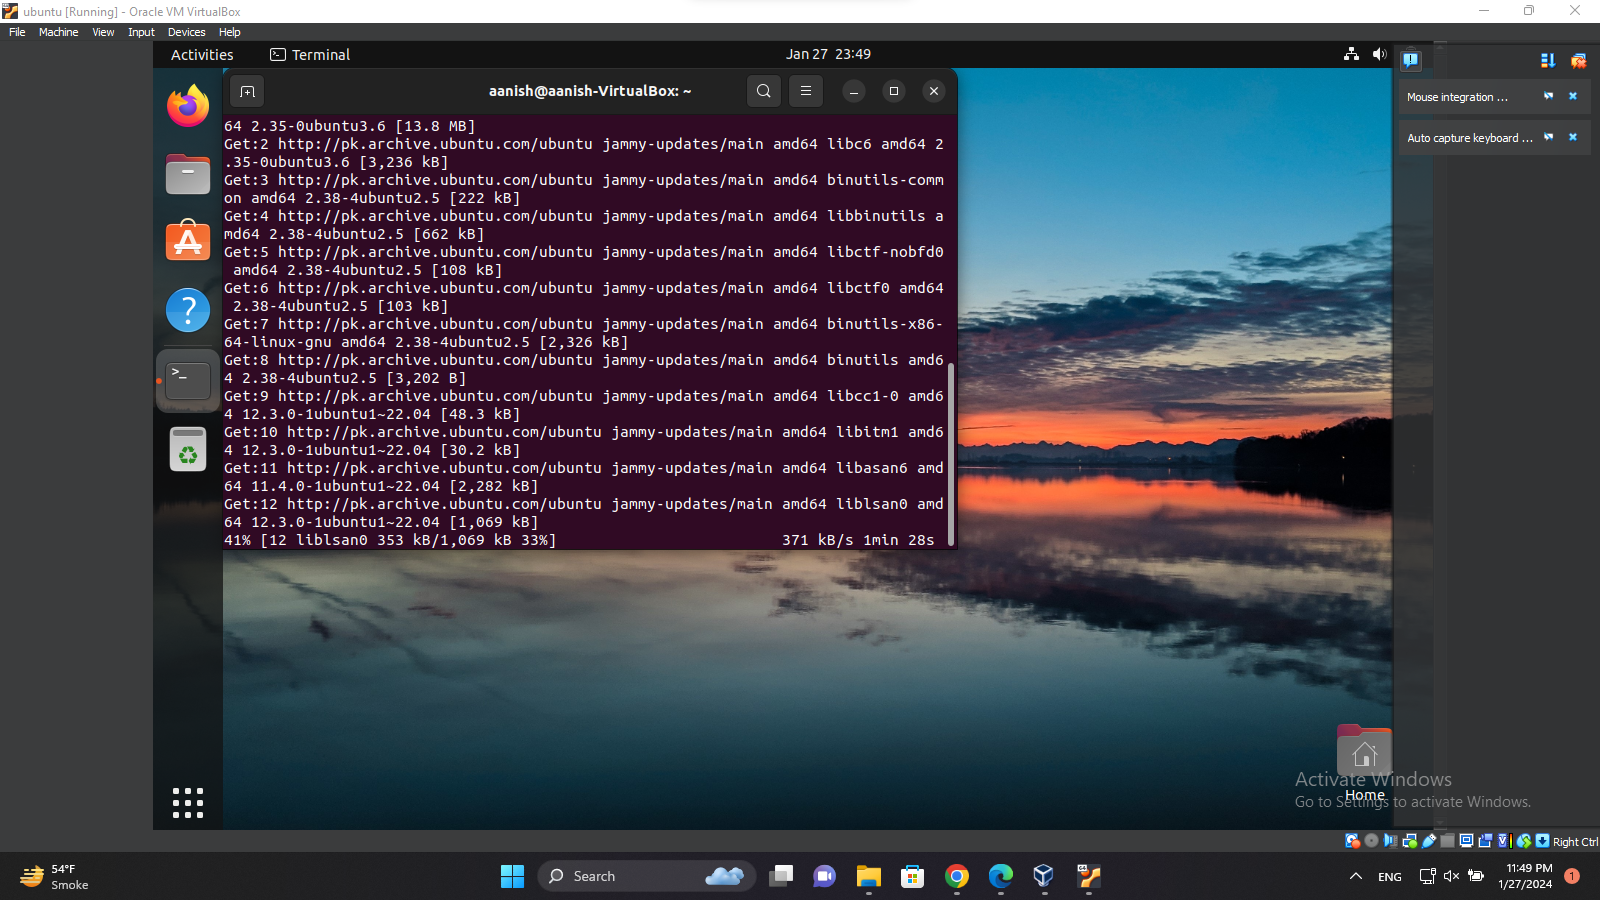 ubuntu [Running] - Oracle VM VirtualBox
File Machine View Input Devices Help
Activities Terminal Jan 27 23:49
aanish@aanish-VirtualBox: ~
64 2.35-0ubuntu3.6 [13.8 MB]
Get:2 http://pk.archive.ubuntu.com/ubuntu jammy-updates/main amd64 libc6 amd64 2
.35-0ubuntu3.6 [3,236 kB]
Get:3 http://pk.archive.ubuntu.com/ubuntu jammy-updates/main amd64 binutils-comm
on amd64 2.38-4ubuntu2.5 [222 kB]
Get:4 http://pk.archive.ubuntu.com/ubuntu jammy-updates/main amd64 libbinutils a
md64 2.38-4ubuntu2.5 [662 kB]
Get:5 http://pk.archive.ubuntu.com/ubuntu jammy-updates/main amd64 libctf-nobfd0
 amd64 2.38-4ubuntu2.5 [108 kB]
Get:6 http://pk.archive.ubuntu.com/ubuntu jammy-updates/main amd64 libctf0 amd64
 2.38-4ubuntu2.5 [103 kB]
Get:7 http://pk.archive.ubuntu.com/ubuntu jammy-updates/main amd64 binutils-x86-
64-linux-gnu amd64 2.38-4ubuntu2.5 [2,326 kB]
Get:8 http://pk.archive.ubuntu.com/ubuntu jammy-updates/main amd64 binutils amd6
4 2.38-4ubuntu2.5 [3,202 B]
Get:9 http://pk.archive.ubuntu.com/ubuntu jammy-updates/main amd64 libcc1-0 amd6
4 12.3.0-1ubuntu1~22.04 [48.3 kB]
Get:10 http://pk.archive.ubuntu.com/ubuntu jammy-updates/main amd64 libitm1 amd6
4 12.3.0-1ubuntu1~22.04 [30.2 kB]
Get:11 http://pk.archive.ubuntu.com/ubuntu jammy-updates/main amd64 libasan6 amd
64 11.4.0-1ubuntu1~22.04 [2,282 kB]
Get:12 http://pk.archive.ubuntu.com/ubuntu jammy-updates/main amd64 liblsan0 amd
64 12.3.0-1ubuntu1~22.04 [1,069 kB]
41% [12 liblsan0 353 kB/1,069 kB 33%] 371 kB/s 1min 28s
Mouse integration ...
Auto capture keyboard ...
Home
Activate Windows
Go to Settings to activate Windows.
Right Ctrl
54°F
Smoke
Search
ENG
11:49 PM
1/27/2024
1